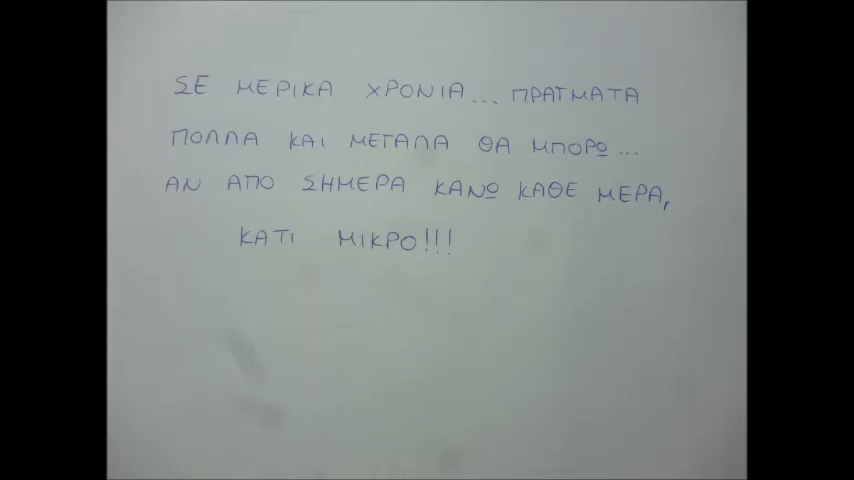 ΣΕ ΜΕΡΙΚΑ ΧΡΟΝΙΑ... ΠΡΑΓΜΑΤΑ
ΠΟΛΛΑ ΚΑΙ ΜΕΓΑΛΑ ΘΑ ΜΠΟΡΩ...
ΑΝ ΑΠΟ ΣΗΜΕΡΑ ΚΑΝΩ ΚΑΘΕ ΜΕΡΑ,
ΚΑΤΙ ΜΙΚΡΟ!!!